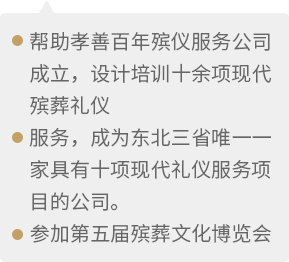 帮助孝善百年殡仪服务公司
成立，设计培训十余项现代
殡葬礼仪
服务，成为东北三省唯一一
家具有十项现代礼仪服务项
目的公司。
参加第五届殡葬文化博览会